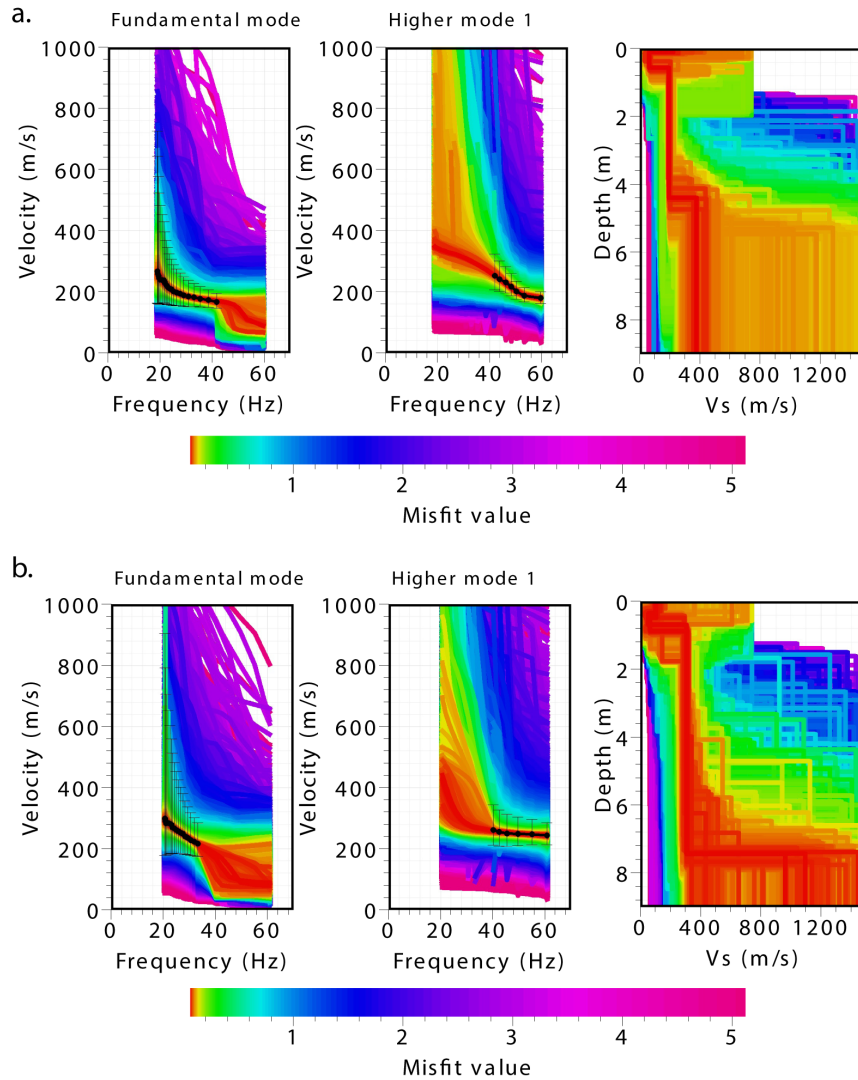 a.
Fundamental mode
Higher mode 1
1000
800
600
400
200
0
Velocity (m/s)
0 20 40 60
Frequency (Hz)
1000
800
600
400
200
0
Velocity (m/s)
0 20 40 60
Frequency (Hz)
0
2
4
6
8
Depth (m)
0 400 800 1200
Vs (m/s)
1 2 3 4 5
Misfit value
b.
Fundamental mode
Higher mode 1
1000
800
600
400
200
0
Velocity (m/s)
0 20 40 60
Frequency (Hz)
1000
800
600
400
200
0
Velocity (m/s)
0 20 40 60
Frequency (Hz)
0
2
4
6
8
Depth (m)
0 400 800 1200
Vs (m/s)
1 2 3 4 5
Misfit value